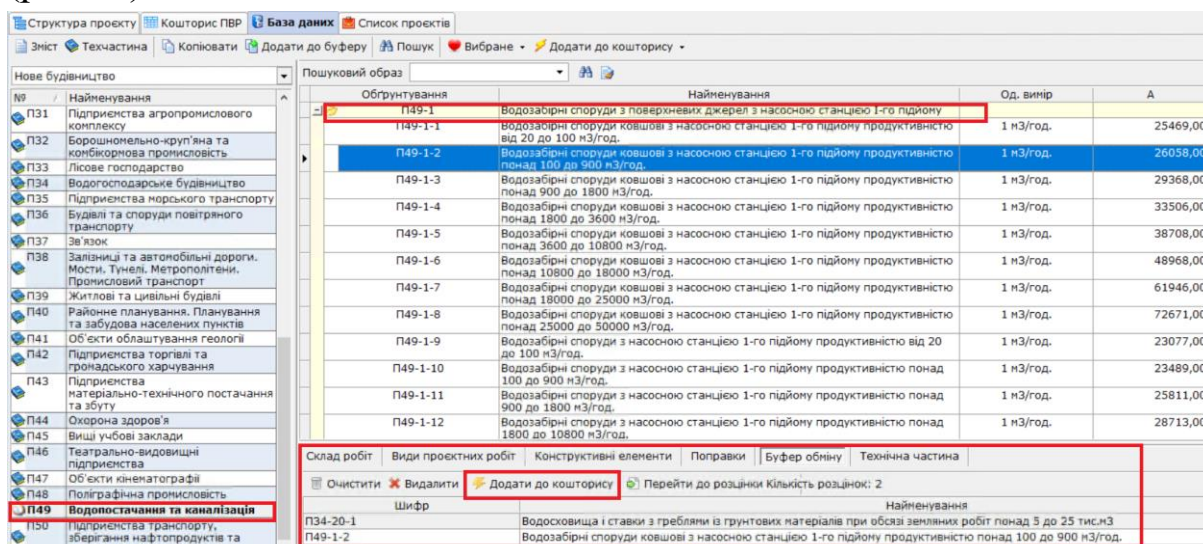 Структура проєкту Кошторис ПВР База даних Список проєктів
Зміст Техчастина Копіювати Додати до буферу Пошук Вибране Додати до кошторису
Нове будівництво
№ Найменування
П31 Підприємства агропромислового
комплексу
П32 Борошномельно-круп'яна та
комбікормова промисловість
П33 Лісове господарство
П34 Водогосподарське будівництво
П35 Підприємства морського транспорту
П36 Будівлі та споруди повітряного
транспорту
П37 Зв'язок
П38 Залізниці та автомобільні дороги.
Мости. Тунелі. Метрополітени.
Промисловий транспорт
П39 Житлові та цивільні будівлі
П40 Районне планування. Планування
та забудова населених пунктів
П41 Об'єкти облаштування геології
П42 Підприємства торгівлі та
громадського харчування
П43 Підприємства
матеріально-технічного постачання
та збуту
П44 Охорона здоров'я
П45 Вищі учбові заклади
П46 Театрально-видовищні
підприємства
П47 Об'єкти кінематографії
П48 Поліграфічна промисловість
П49 Водопостачання та каналізація
П50 Підприємства транспорту,
зберігання нафтопродуктів та
Пошуковий образ
Обґрунтування Найменування Од. вимір А
П49-1 Водозабірні споруди з поверхневих джерел з насосною станцією 1-го підйому
П49-1-1 Водозабірні споруди ковшові з насосною станцією 1-го підйому продуктивністю
від 20 до 100 м3/год. 1 м3/год. 25469,00
П49-1-2 Водозабірні споруди ковшові з насосною станцією 1-го підйому продуктивністю
понад 100 до 900 м3/год. 1 м3/год. 26058,00
П49-1-3 Водозабірні споруди ковшові з насосною станцією 1-го підйому продуктивністю
понад 900 до 1800 м3/год. 1 м3/год. 29368,00
П49-1-4 Водозабірні споруди ковшові з насосною станцією 1-го підйому продуктивністю
понад 1800 до 3600 м3/год. 1 м3/год. 33506,00
П49-1-5 Водозабірні споруди ковшові з насосною станцією 1-го підйому продуктивністю
понад 3600 до 10800 м3/год. 1 м3/год. 38708,00
П49-1-6 Водозабірні споруди ковшові з насосною станцією 1-го підйому продуктивністю
понад 10800 до 18000 м3/год. 1 м3/год. 48968,00
П49-1-7 Водозабірні споруди ковшові з насосною станцією 1-го підйому продуктивністю
понад 18000 до 25000 м3/год. 1 м3/год. 61946,00
П49-1-8 Водозабірні споруди ковшові з насосною станцією 1-го підйому продуктивністю
понад 25000 до 50000 м3/год. 1 м3/год. 72671,00
П49-1-9 Водозабірні споруди з насосною станцією 1-го підйому продуктивністю від 20
до 100 м3/год. 1 м3/год. 23077,00
П49-1-10 Водозабірні споруди з насосною станцією 1-го підйому продуктивністю понад
100 до 900 м3/год. 1 м3/год. 23489,00
П49-1-11 Водозабірні споруди з насосною станцією 1-го підйому продуктивністю понад
900 до 1800 м3/год. 1 м3/год. 25811,00
П49-1-12 Водозабірні споруди з насосною станцією 1-го підйому продуктивністю понад
1800 до 10800 м3/год. 1 м3/год. 28713,00
Склад робіт Види проєктних робіт Конструктивні елементи Поправки Буфер обміну Технічна частина
Очистити Видалити Додати до кошторису Перейти до розцінки Кількість розцінок: 2
Шифр Найменування
П34-20-1 Водосховища і ставки з греблями із грунтових матеріалів при обсязі земляних робіт понад 5 до 25 тис.м3
П49-1-2 Водозабірні споруди ковшові з насосною станцією 1-го підйому продуктивністю понад 100 до 900 м3/год.